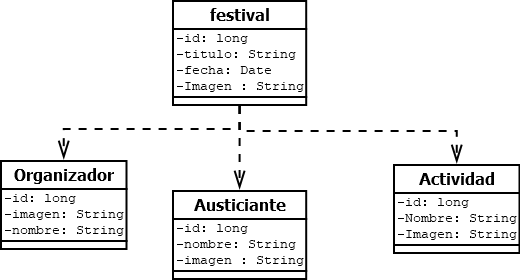 festival
-id: long
-titulo: String
-fecha: Date
-Imagen : String
Organizador
-id: long
-imagen: String
-nombre: String
Austiciante
-id: long
-nombre: String
-imagen : String
Actividad
-id: long
-Nombre: String
-Imagen: String